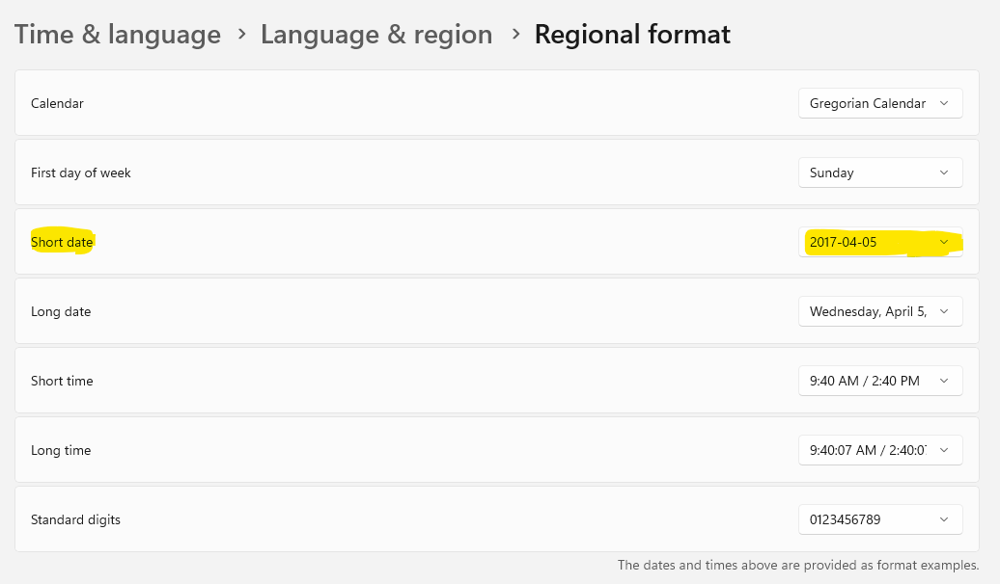 Time & language > Language & region > Regional format
Calendar Gregorian Calendar
First day of week Sunday
Short date 2017-04-05
Long date Wednesday, April 5,
Short time 9:40 AM / 2:40 PM
Long time 9:40:07 AM / 2:40:07
Standard digits 0123456789
The dates and times above are provided as format examples.